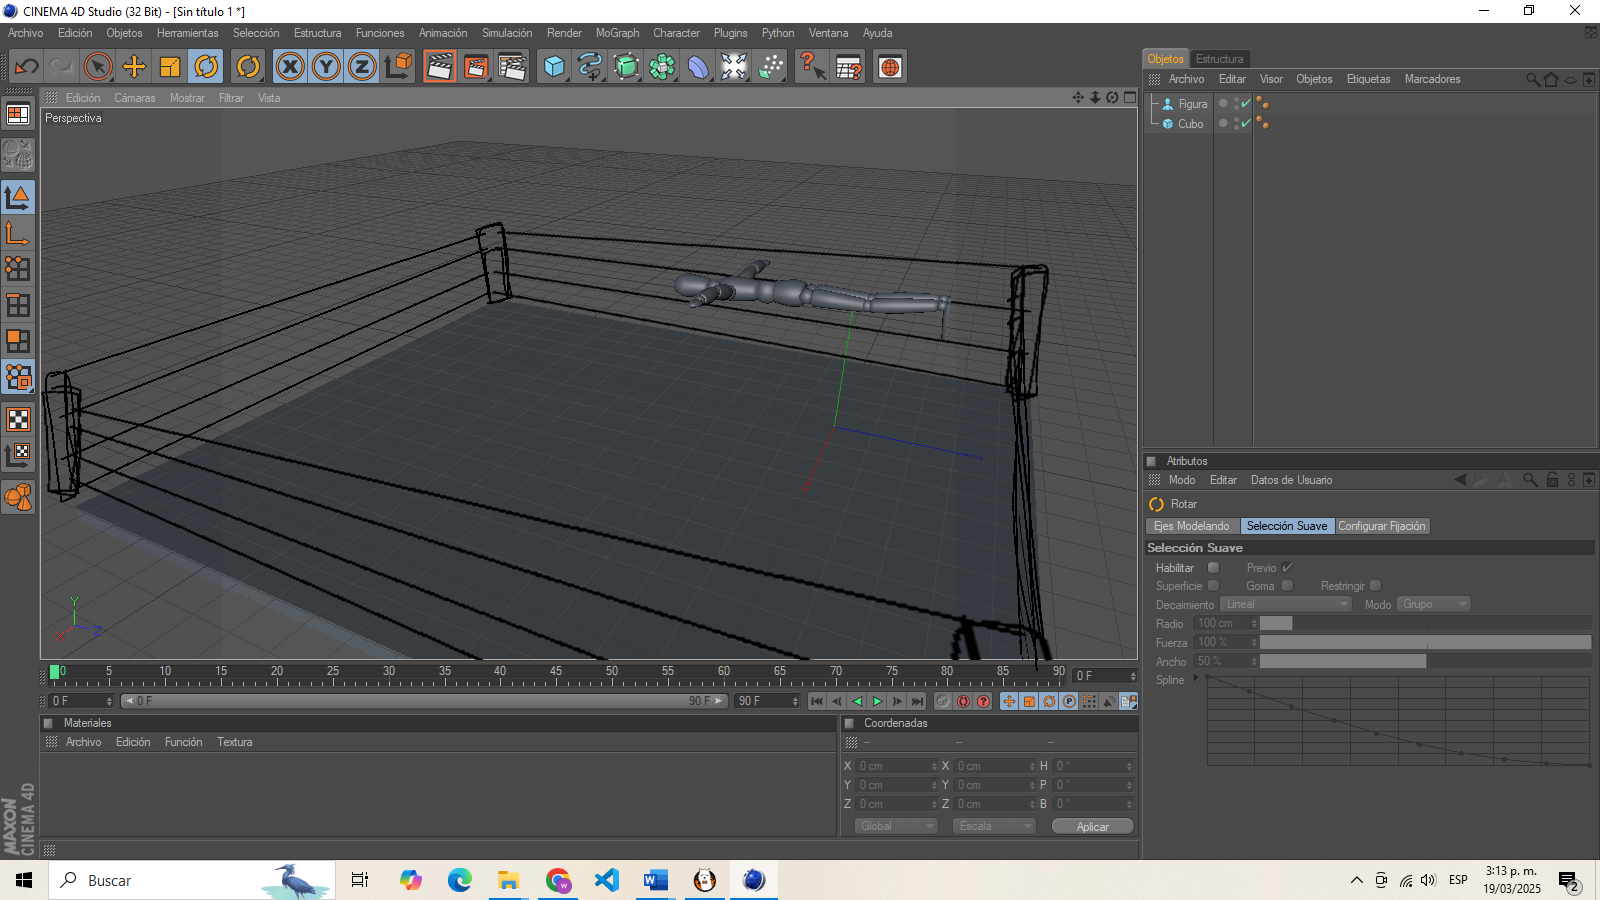 CINEMA 4D Studio (32 Bit) - [Sin título 1 *]
Archivo Edición Objetos Herramientas Selección Estructura Funciones Animación Simulación Render MoGraph Character Plugins Python Ventana Ayuda
Objetos Estructura
Archivo Editar Visor Objetos Etiquetas Marcadores
Figura
Cubo
Edición Cámaras Mostrar Filtrar Vista
Perspectiva
Y
X
Z
0 5 10 15 20 25 30 35 40 45 50 55 60 65 70 75 80 85 90
0 F
0 F 0 F 90 F 90 F
Materiales
Archivo Edición Función Textura
Coordenadas
-- -- --
X 0 cm X 0 cm H 0 °
Y 0 cm Y 0 cm P 0 °
Z 0 cm Z 0 cm B 0 °
Global Escala Aplicar
Atributos
Modo Editar Datos de Usuario
Rotar
Ejes Modelando Selección Suave Configurar Fijación
Selección Suave
Habilitar Previo
Superficie Goma Restringir
Decaimiento Lineal Modo Grupo
Radio 100 cm
Fuerza 100 %
Ancho 50 %
Spline
MAXON
CINEMA 4D
Buscar
ESP
3:13 p. m.
19/03/2025
2